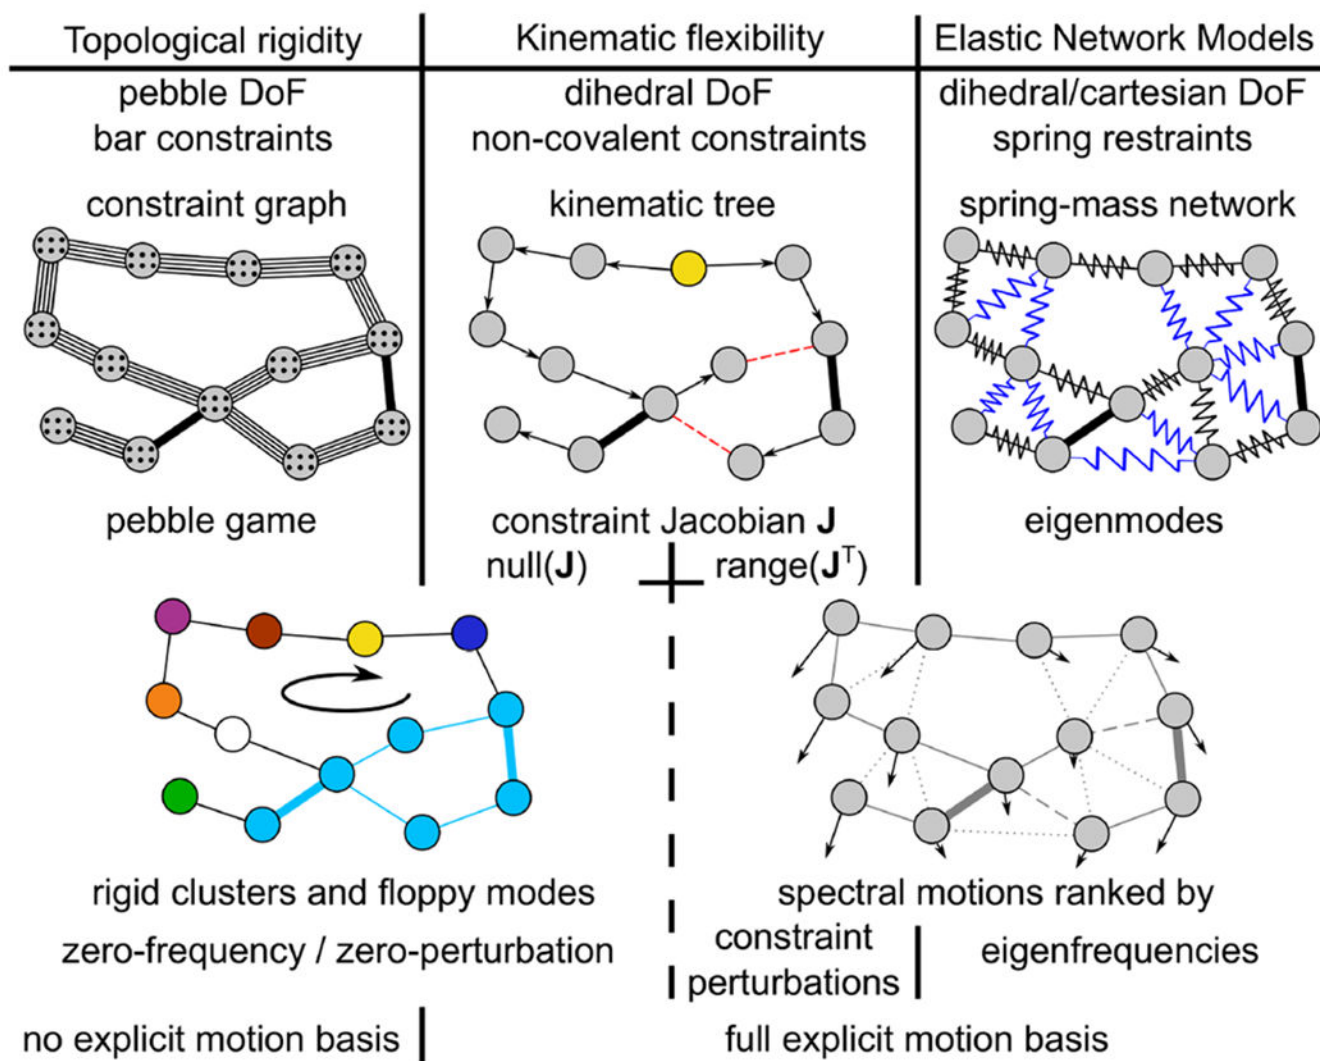 Topological rigidity
Kinematic flexibility
Elastic Network Models
pebble DoF
bar constraints
dihedral DoF
non-covalent constraints
dihedral/cartesian DoF
spring restraints
constraint graph
kinematic tree
spring-mass network
pebble game
constraint Jacobian J
eigenmodes
null(J)
range(Jᵀ)
rigid clusters and floppy modes
zero-frequency / zero-perturbation
spectral motions ranked by
constraint
perturbations
eigenfrequencies
no explicit motion basis
full explicit motion basis